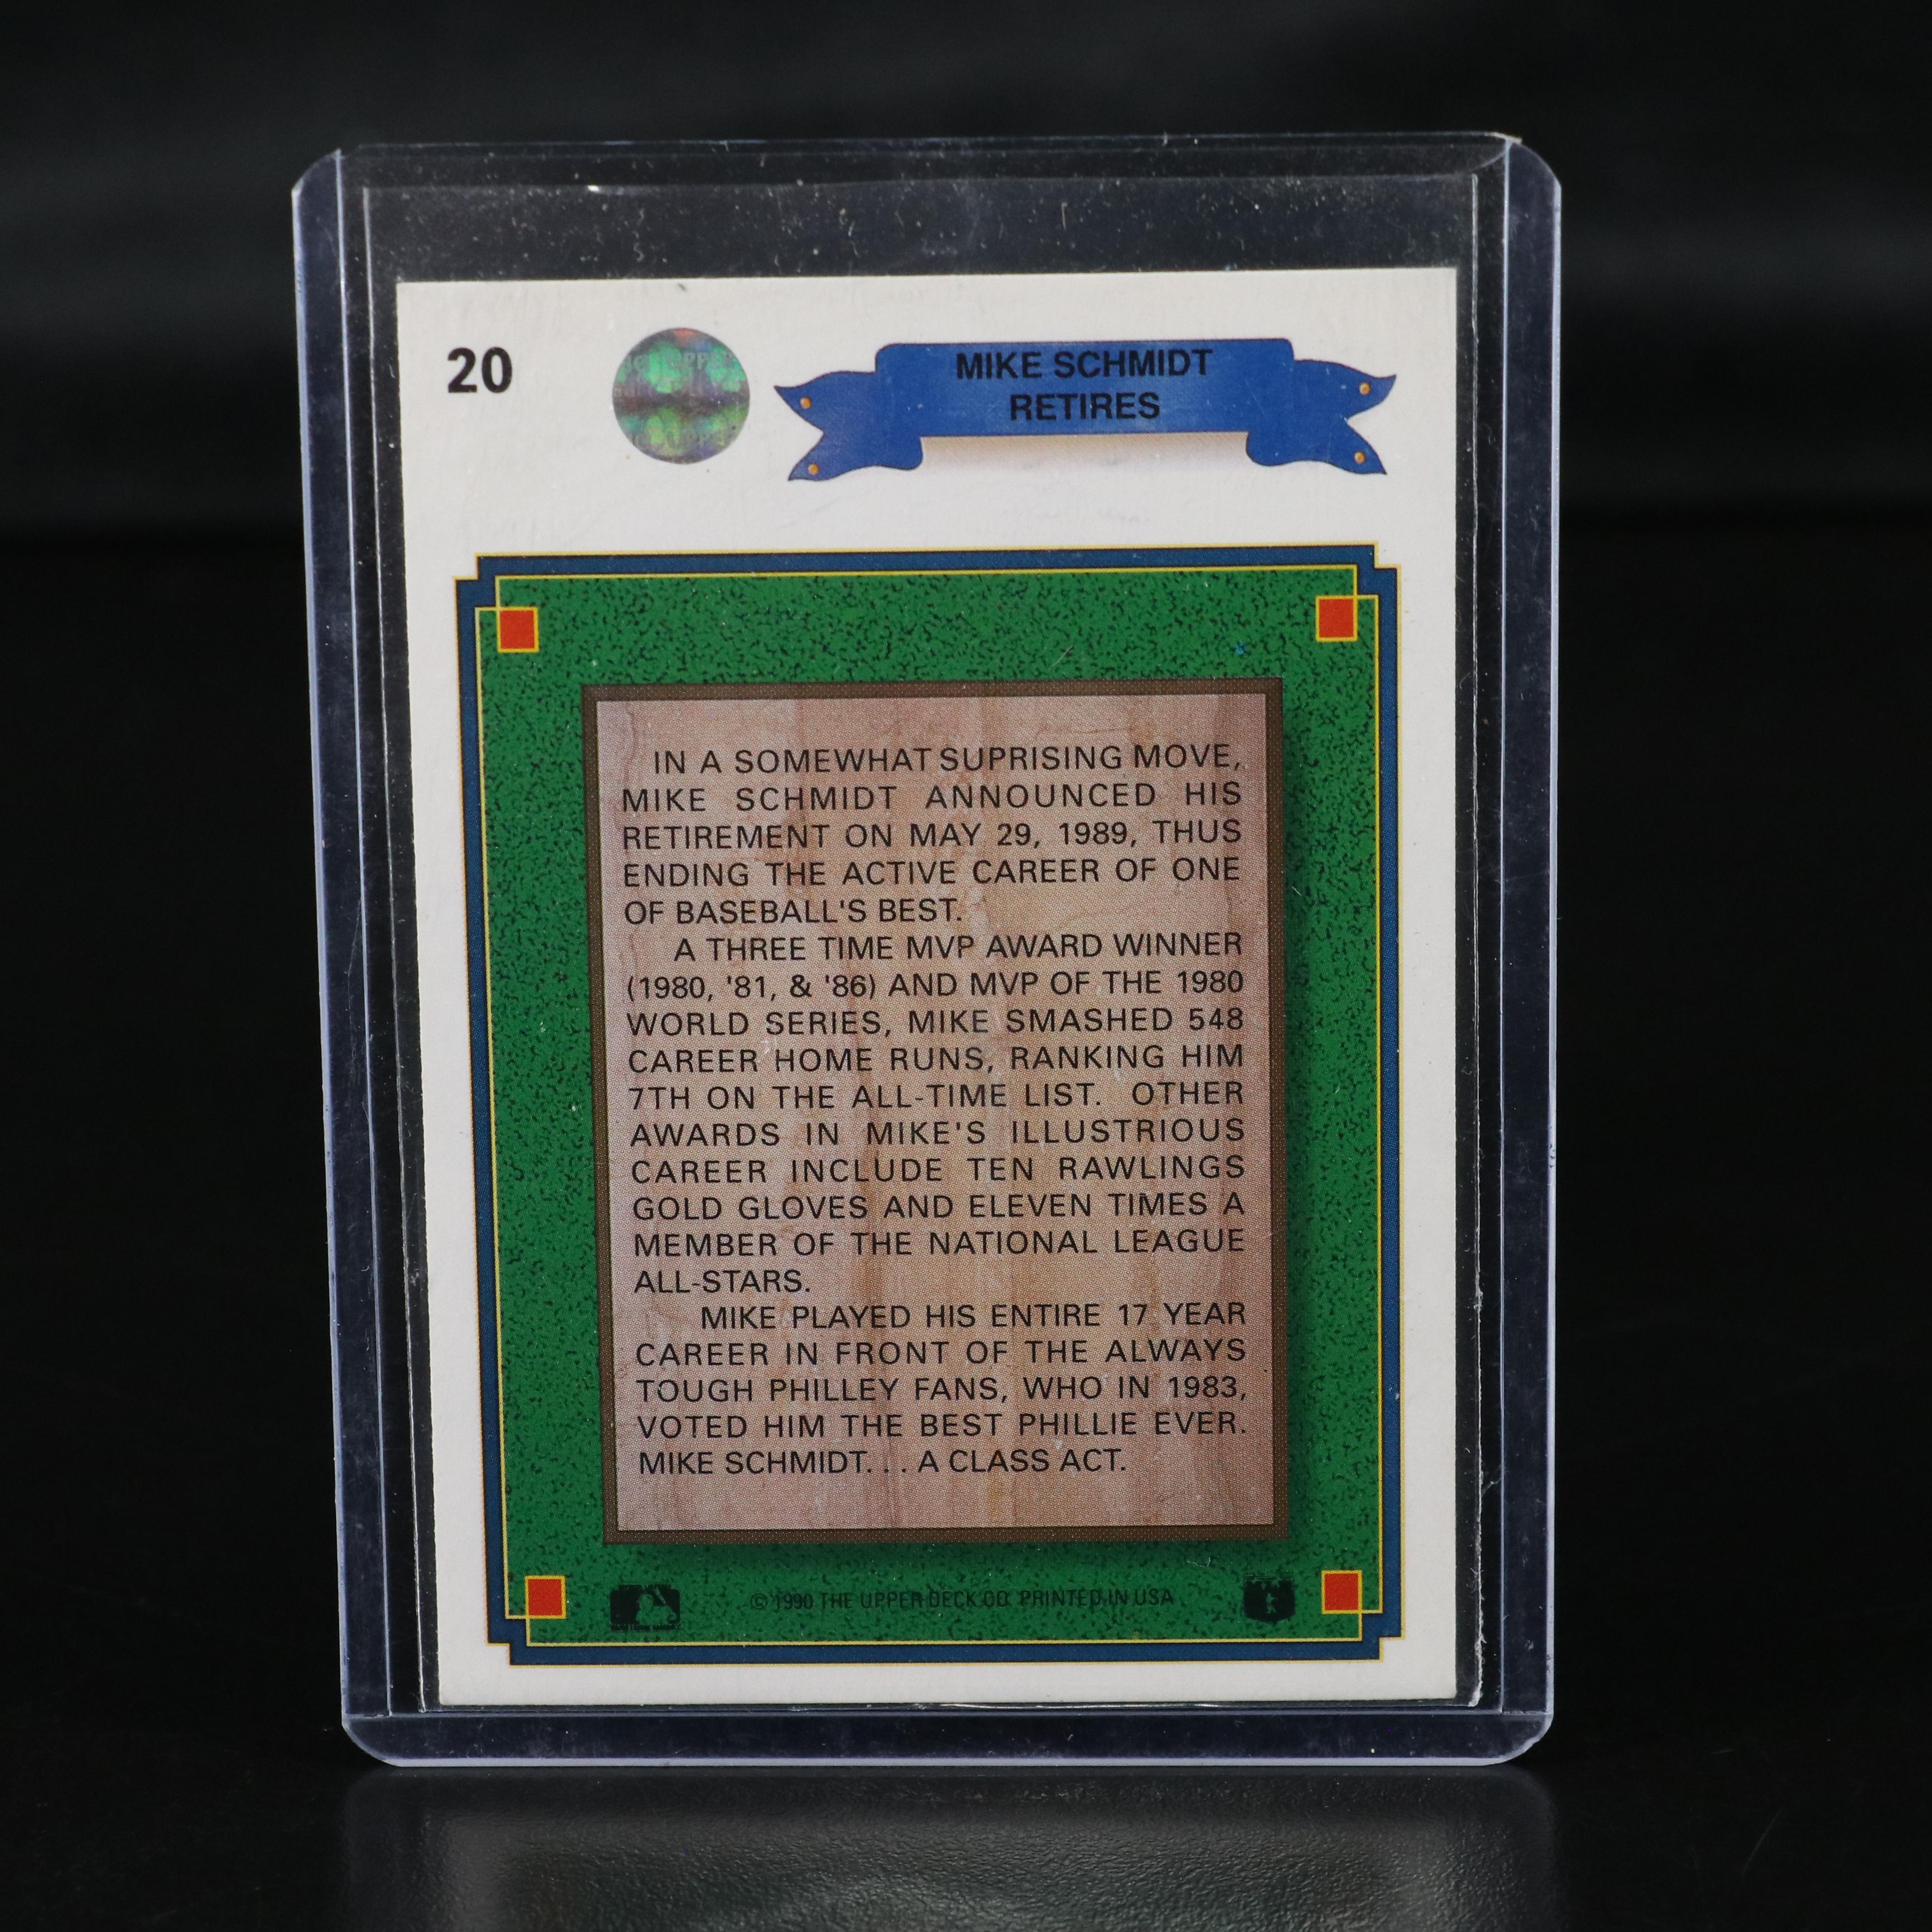 20
MIKE SCHMIDT
RETIRES
IN A SOMEWHAT SUPRISING MOVE,
MIKE SCHMIDT ANNOUNCED HIS
RETIREMENT ON MAY 29, 1989, THUS
ENDING THE ACTIVE CAREER OF ONE
OF BASEBALL'S BEST.
A THREE TIME MVP AWARD WINNER
(1980, '81, & '86) AND MVP OF THE 1980
WORLD SERIES, MIKE SMASHED 548
CAREER HOME RUNS, RANKING HIM
7TH ON THE ALL-TIME LIST. OTHER
AWARDS IN MIKE'S ILLUSTRIOUS
CAREER INCLUDE TEN RAWLINGS
GOLD GLOVES AND ELEVEN TIMES A
MEMBER OF THE NATIONAL LEAGUE
ALL-STARS.
MIKE PLAYED HIS ENTIRE 17 YEAR
CAREER IN FRONT OF THE ALWAYS
TOUGH PHILLEY FANS, WHO IN 1983,
VOTED HIM THE BEST PHILLIE EVER.
MIKE SCHMIDT. . . A CLASS ACT.
© 1990 THE UPPER DECK CO. PRINTED IN USA